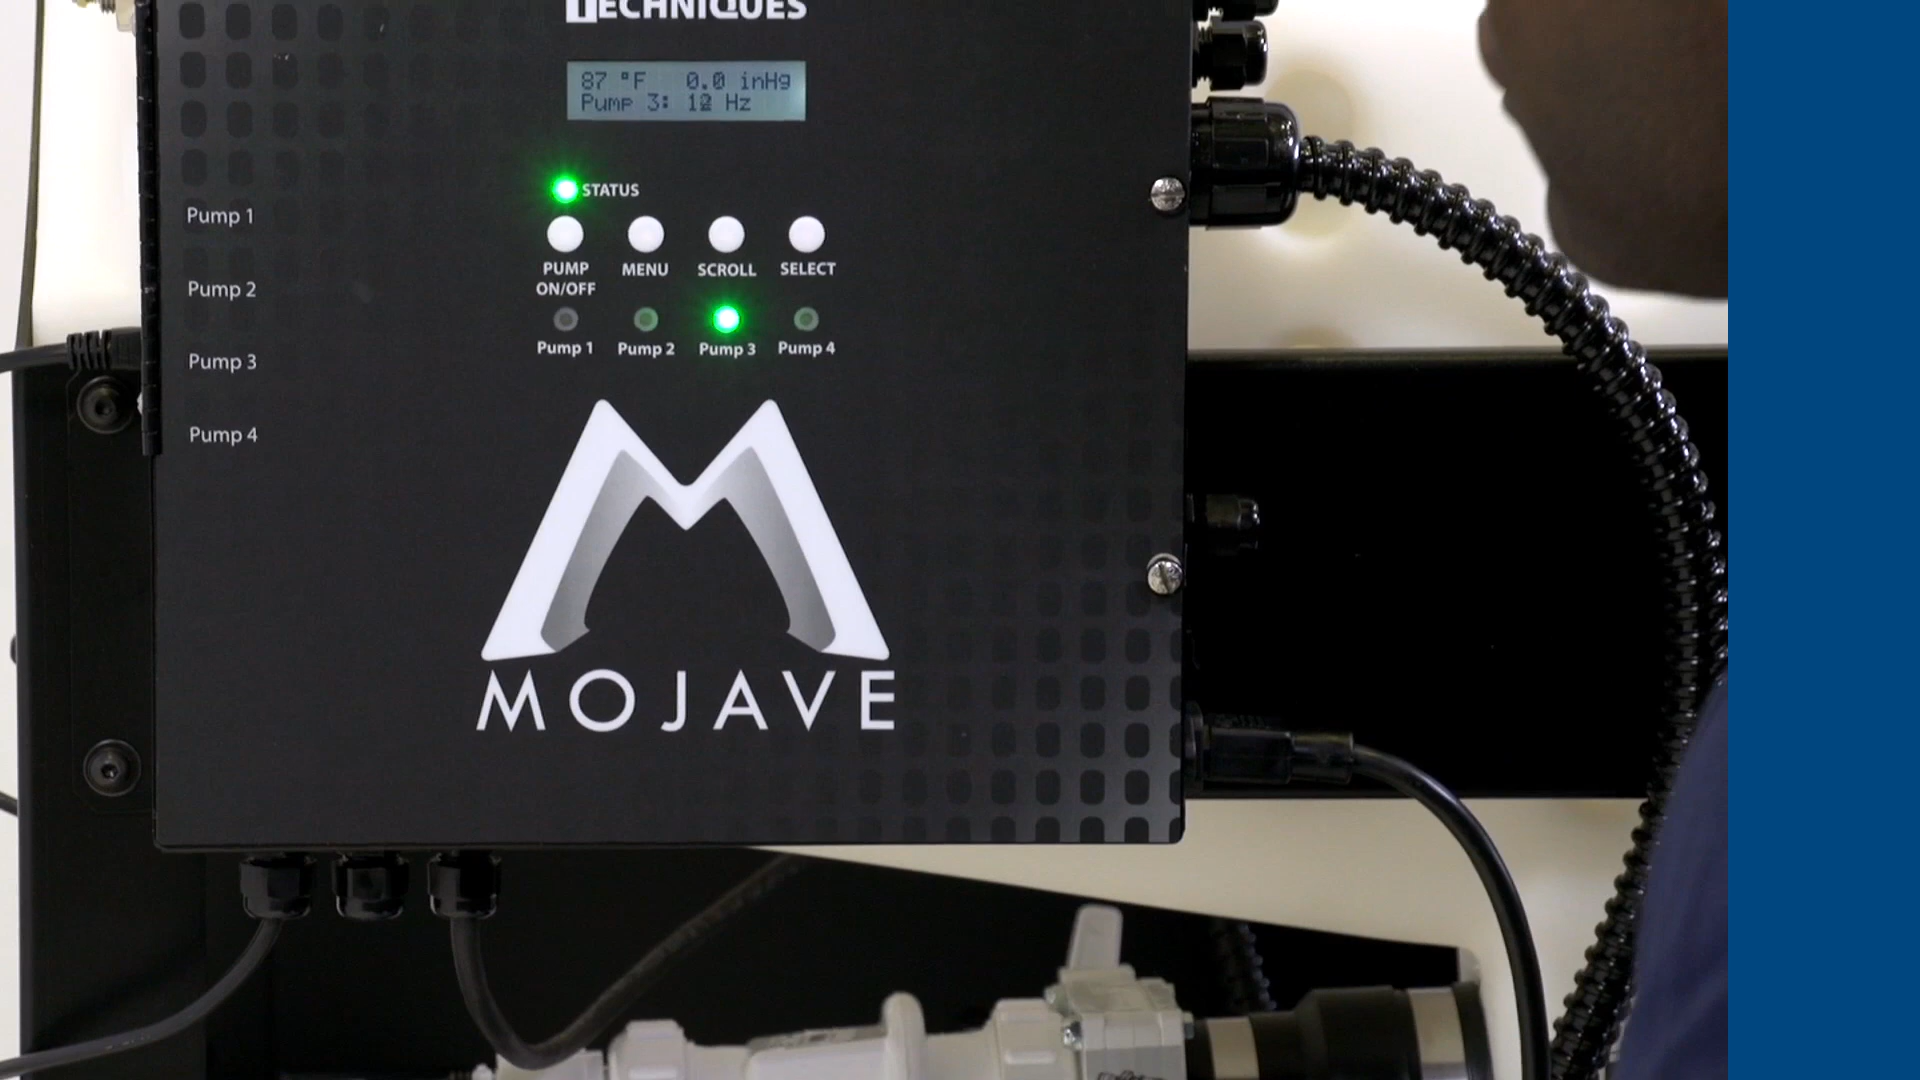 TECHNIQUES
87 °F 0.0 inHg
Pump 3: Hz
STATUS
PUMP ON/OFF
MENU
SCROLL
SELECT
Pump 1
Pump 2
Pump 3
Pump 4
Pump 1
Pump 2
Pump 3
Pump 4
MOJAVE